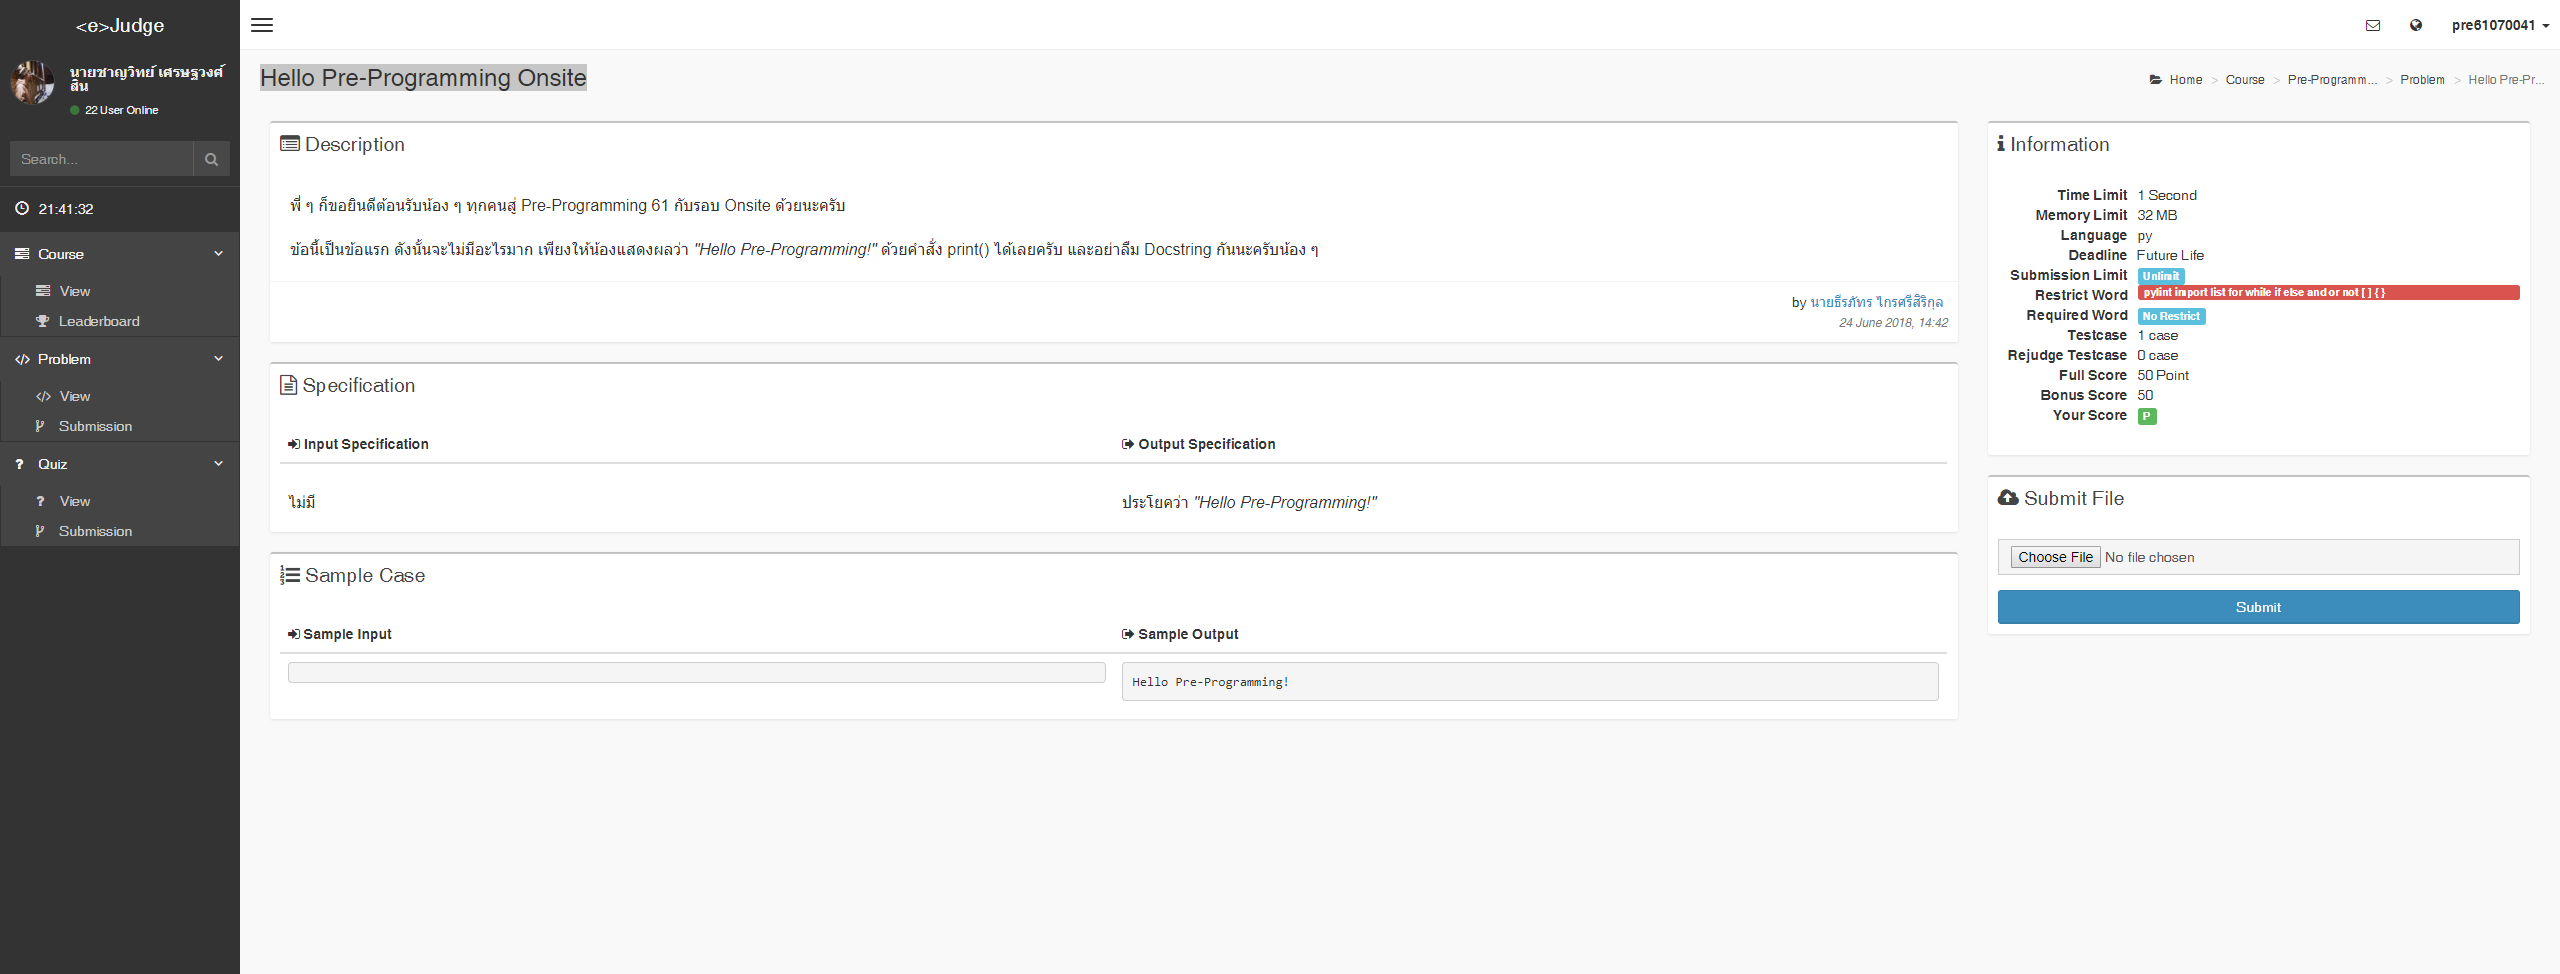 <e>Judge
pre61070041
นายชาญวิทย์ เศรษฐวงศ์
สิน
22 User Online
Search...
21:41:32
Course
View
Leaderboard
Problem
View
Submission
Quiz
View
Submission
Hello Pre-Programming Onsite
Home > Course > Pre-Programm... > Problem > Hello Pre-Pr...
Description
พี่ ๆ ก็ขอยินดีต้อนรับน้อง ๆ ทุกคนสู่ Pre-Programming 61 กับรอบ Onsite ด้วยนะครับ
ข้อนี้เป็นข้อแรก ดังนั้นจะไม่มีอะไรมาก เพียงให้น้องแสดงผลว่า "Hello Pre-Programming!" ด้วยคำสั่ง print() ได้เลยครับ และอย่าลืม Docstring กันนะครับน้อง ๆ
by นายธีรภัทร ไกรศรีสิริกุล
24 June 2018, 14:42
Specification
Input Specification
Output Specification
ไม่มี
ประโยคว่า "Hello Pre-Programming!"
Sample Case
Sample Input
Sample Output
Hello Pre-Programming!
Information
Time Limit 1 Second
Memory Limit 32 MB
Language py
Deadline Future Life
Submission Limit Unlimit
Restrict Word pylint import list for while if else and or not [ ] { }
Required Word No Restrict
Testcase 1 case
Rejudge Testcase 0 case
Full Score 50 Point
Bonus Score 50
Your Score P
Submit File
Choose File No file chosen
Submit